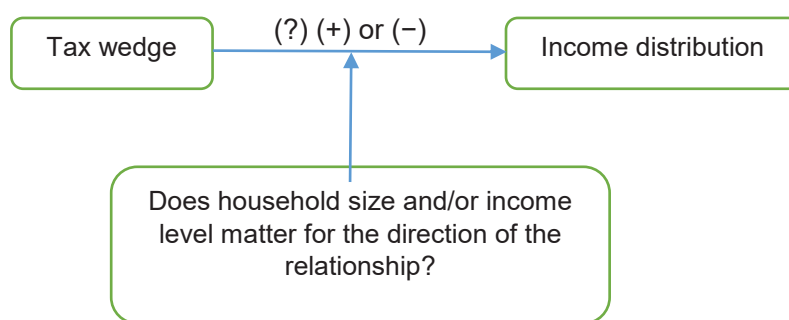 Tax wedge
(?) (+) or (−)
Income distribution
Does household size and/or income
level matter for the direction of the
relationship?